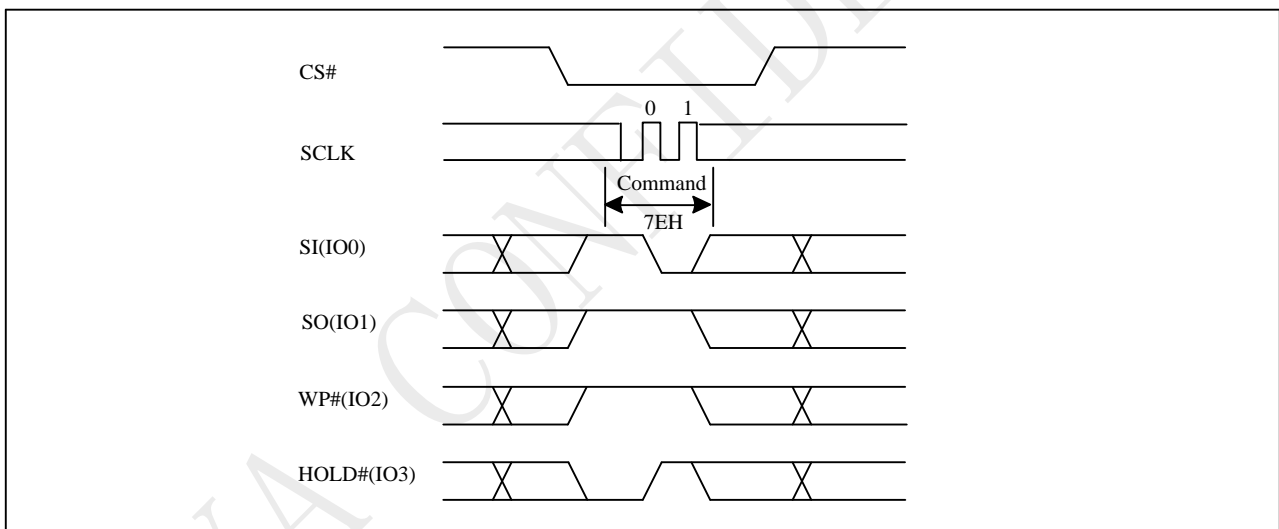 CS#
0 1
SCLK
Command
7EH
SI(IO0)
SO(IO1)
WP#(IO2)
HOLD#(IO3)